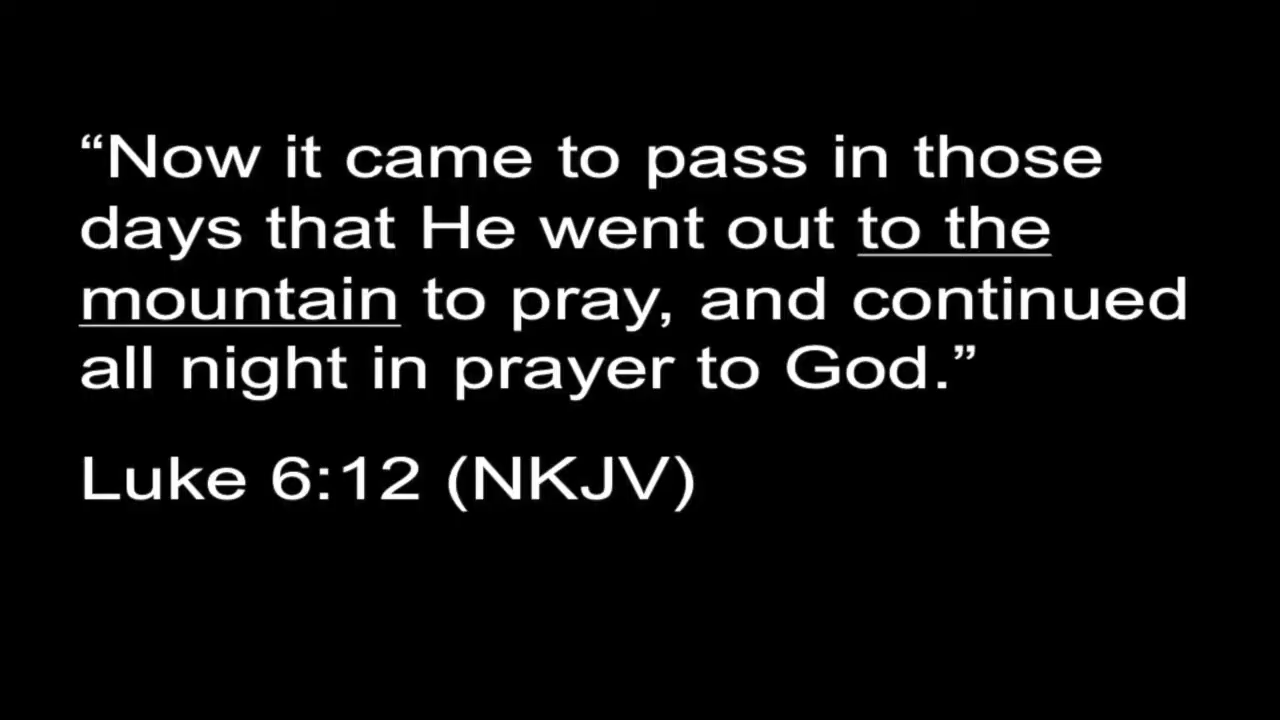 “Now it came to pass in those
days that He went out to the
mountain to pray, and continued
all night in prayer to God.”
Luke 6:12 (NKJV)